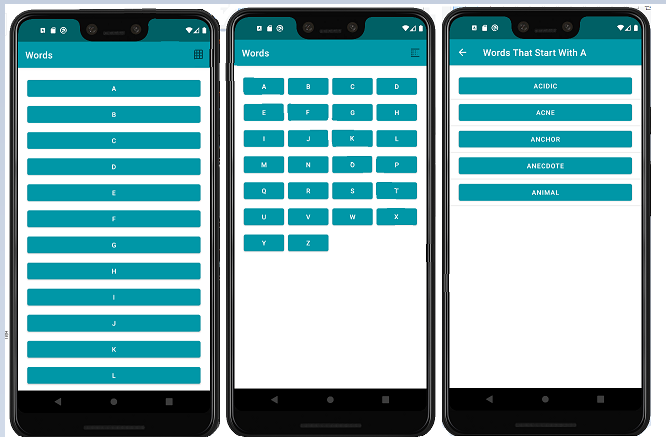 Words
A
B
C
D
E
F
G
H
I
J
K
L
Words
A B C D
E F G H
I J K L
M N O P
Q R S T
U V W X
Y Z
Words That Start With A
ACIDIC
ACNE
ANCHOR
ANECDOTE
ANIMAL